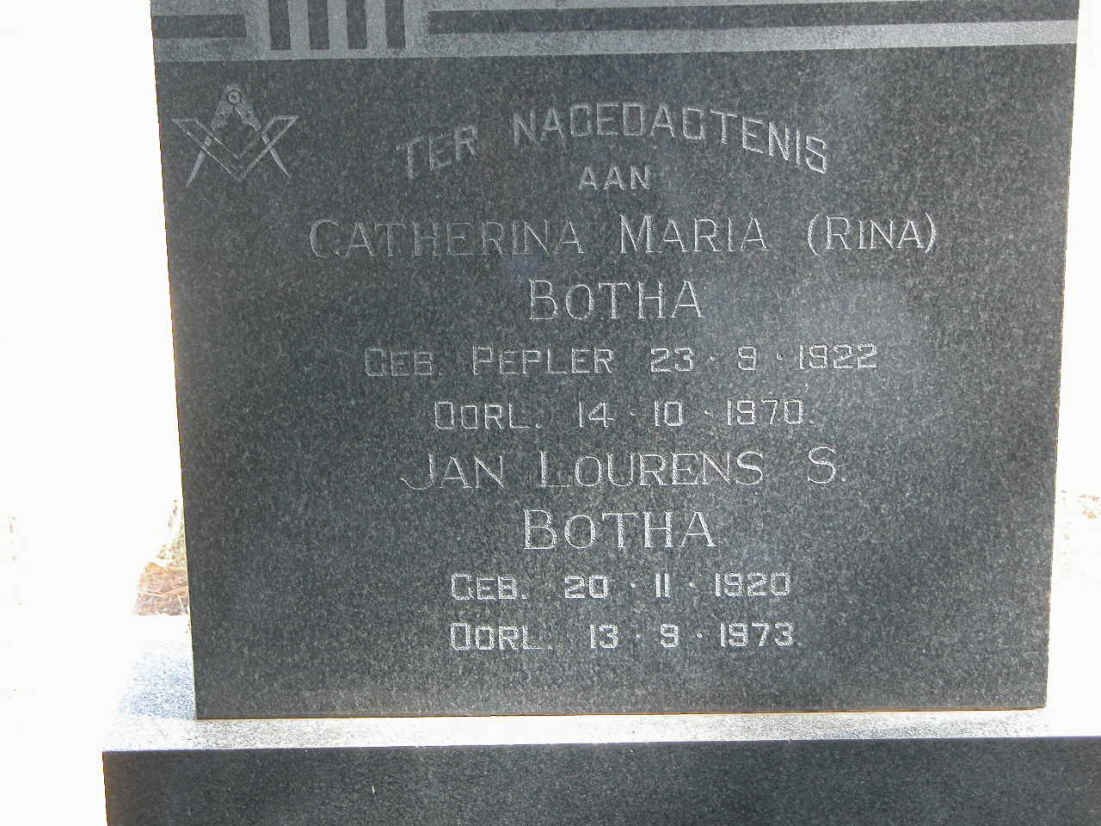 TER NAGEDAGTENIS
AAN
CATHERINA MARIA (RINA)
BOTHA
GEB. PEPLER 23 · 9 · 1922
OORL. 14 · 10 · 1970.
JAN LOURENS S.
BOTHA
GEB. 20 · 11 · 1920
OORL. 13 · 9 · 1973.